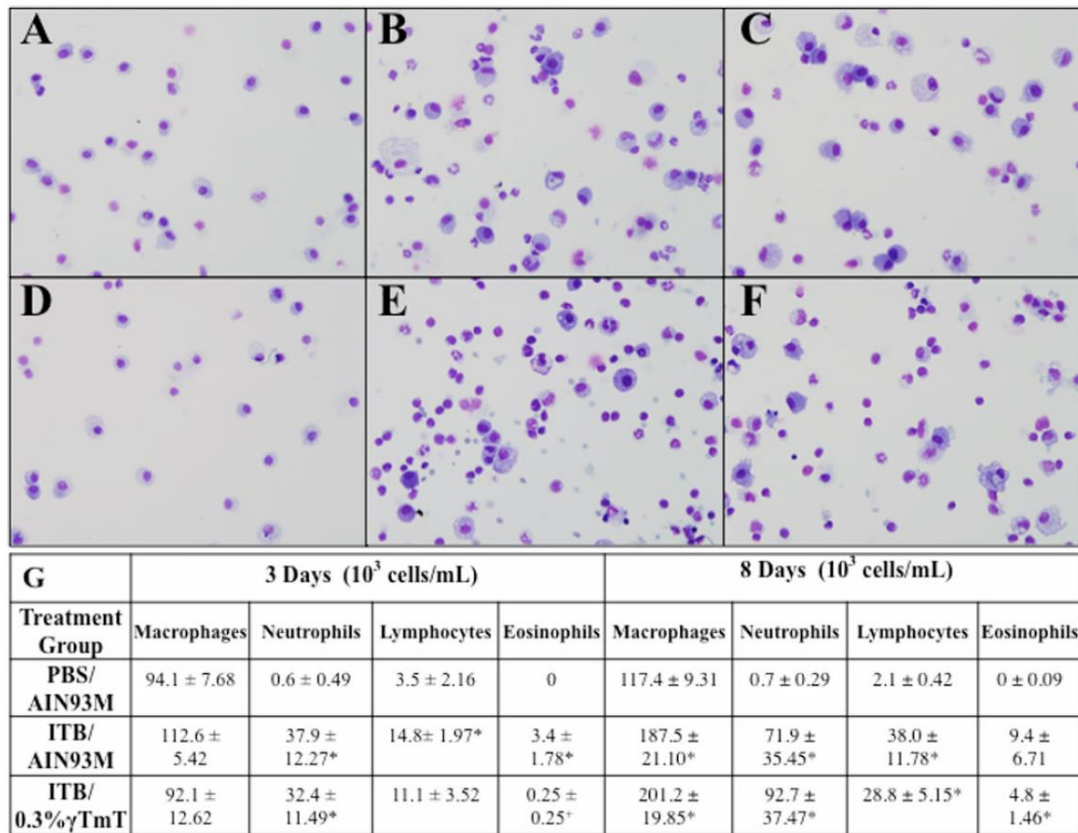 A B C
D E F
G 3 Days (10³ cells/mL) 8 Days (10³ cells/mL)
Treatment Group Macrophages Neutrophils Lymphocytes Eosinophils Macrophages Neutrophils Lymphocytes Eosinophils
PBS/ AIN93M 94.1 ± 7.68 0.6 ± 0.49 3.5 ± 2.16 0 117.4 ± 9.31 0.7 ± 0.29 2.1 ± 0.42 0 ± 0.09
ITB/ AIN93M 112.6 ± 5.42 37.9 ± 12.27* 14.8± 1.97* 3.4 ± 1.78* 187.5 ± 21.10* 71.9 ± 35.45* 38.0 ± 11.78* 9.4 ± 6.71
ITB/ 0.3%γTmT 92.1 ± 12.62 32.4 ± 11.49* 11.1 ± 3.52 0.25 ± 0.25⁺ 201.2 ± 19.85* 92.7 ± 37.47* 28.8 ± 5.15* 4.8 ± 1.46*